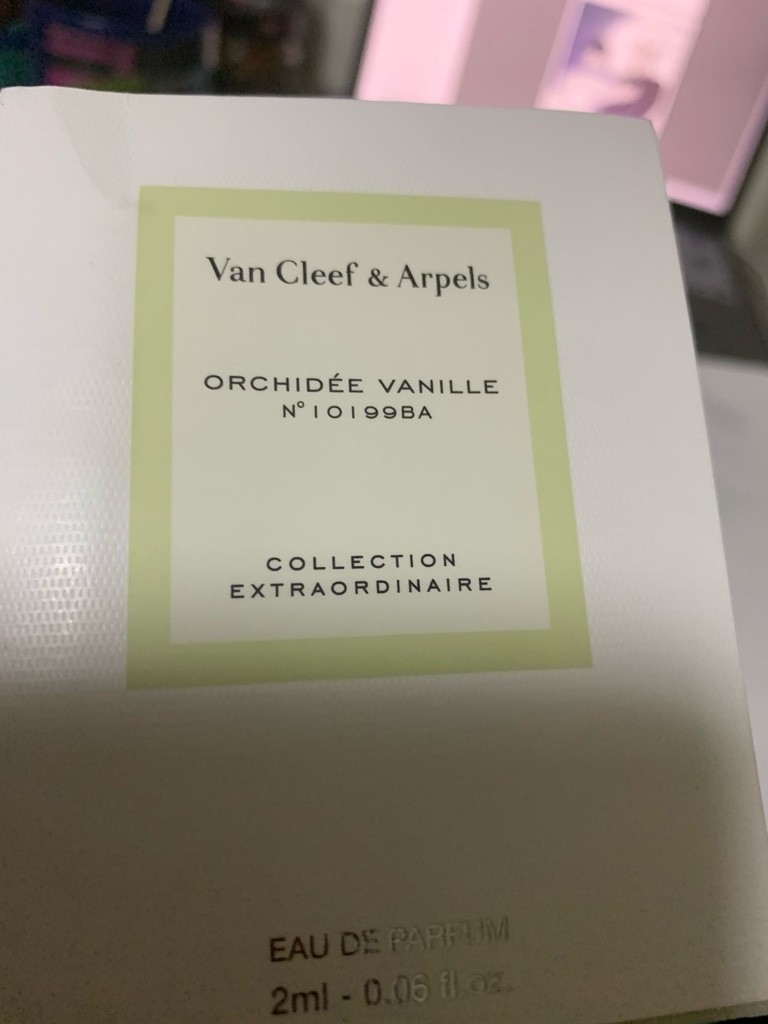 Van Cleef & Arpels
ORCHIDÉE VANILLE
N° 10199BA
COLLECTION
EXTRAORDINAIRE
EAU DE PARFUM
2ml - 0.06 fl.oz.